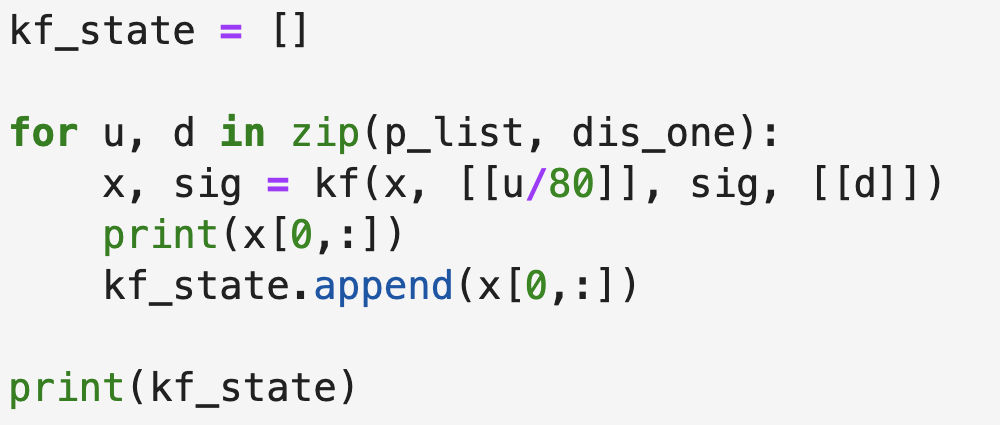 kf_state = []

for u, d in zip(p_list, dis_one):
    x, sig = kf(x, [[u/80]], sig, [[d]])
    print(x[0,:])
    kf_state.append(x[0,:])

print(kf_state)